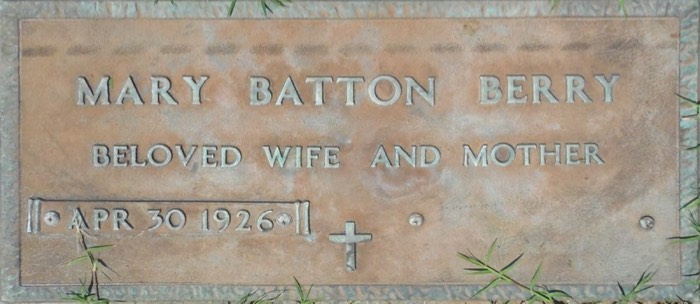 MARY BATTON BERRY
BELOVED WIFE AND MOTHER
APR 30 1926